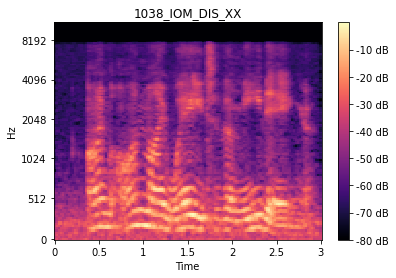 1038_IOM_DIS_XX
8192
4096
2048
1024
512
0
Hz
0
0.5
1
1.5
2
2.5
3
Time
-10 dB
-20 dB
-30 dB
-40 dB
-50 dB
-60 dB
-70 dB
-80 dB